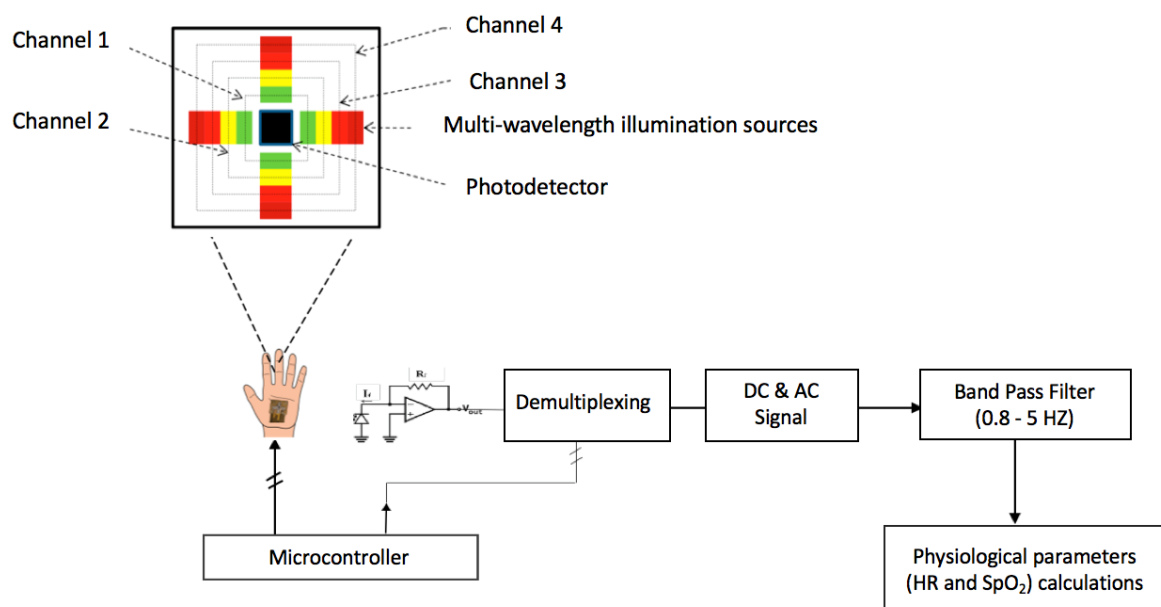 Channel 1
Channel 4
Channel 3
Channel 2
Multi-wavelength illumination sources
Photodetector
Demultiplexing
DC & AC
Signal
Band Pass Filter
(0.8 - 5 HZ)
Microcontroller
Physiological parameters
(HR and SpO₂) calculations
Vout